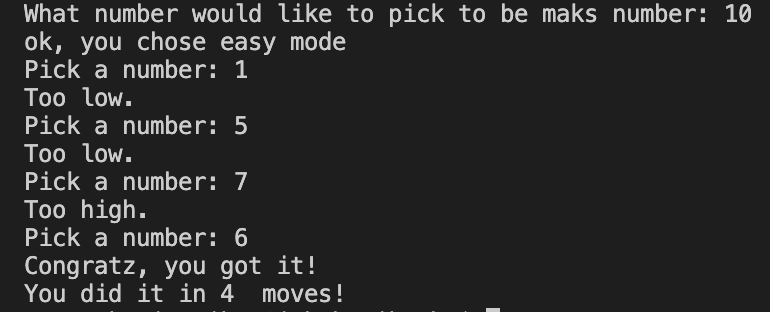 What number would like to pick to be maks number: 10
ok, you chose easy mode
Pick a number: 1
Too low.
Pick a number: 5
Too low.
Pick a number: 7
Too high.
Pick a number: 6
Congratz, you got it!
You did it in 4  moves!